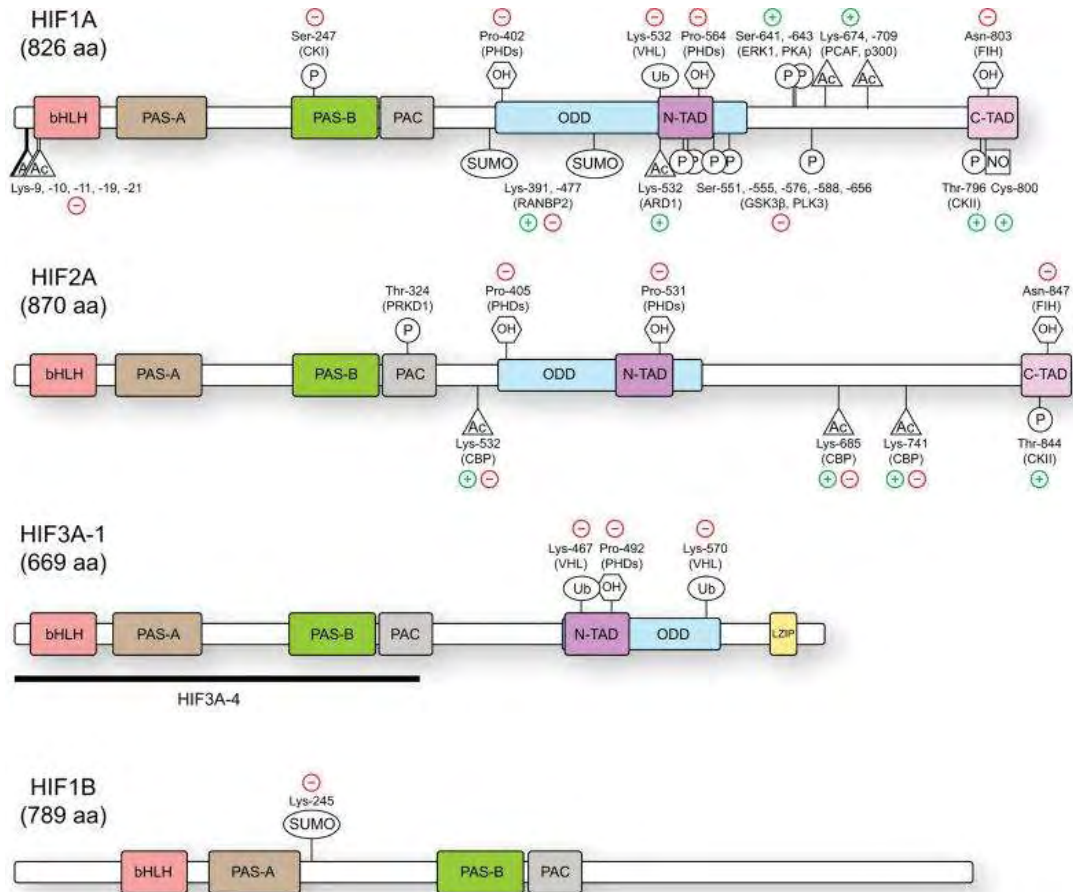 HIF1A
(826 aa)
⊖ ⊖ ⊖ ⊖ ⊕ ⊕ ⊖
Ser-247 Pro-402 Lys-532 Pro-564 Ser-641, -643 Lys-674, -709 Asn-803
(CKI) (PHDs) (VHL) (PHDs) (ERK1, PKA) (PCAF, p300) (FIH)
P OH Ub OH P P Ac Ac OH
bHLH PAS-A PAS-B PAC ODD N-TAD C-TAD
A Ac SUMO SUMO Ac P P P P P P NO
Lys-9, -10, -11, -19, -21 Lys-391, -477 Lys-532 Ser-551, -555, -576, -588, -656 Thr-796 Cys-800
(RANBP2) (ARD1) (GSK3β, PLK3) (CKII)
⊖ ⊕ ⊖ ⊕ ⊖ ⊕ ⊕
HIF2A
(870 aa)
⊖ ⊖ ⊖
Thr-324 Pro-405 Pro-531 Asn-847
(PRKD1) (PHDs) (PHDs) (FIH)
P OH OH OH
bHLH PAS-A PAS-B PAC ODD N-TAD C-TAD
Ac Ac Ac P
Lys-532 Lys-685 Lys-741 Thr-844
(CBP) (CBP) (CBP) (CKII)
⊕ ⊖ ⊕ ⊖ ⊕ ⊖ ⊕
HIF3A-1
(669 aa)
⊖ ⊖ ⊖
Lys-467 Pro-492 Lys-570
(VHL) (PHDs) (VHL)
Ub OH Ub
bHLH PAS-A PAS-B PAC N-TAD ODD LZIP
HIF3A-4
HIF1B
(789 aa)
⊖
Lys-245
SUMO
bHLH PAS-A PAS-B PAC